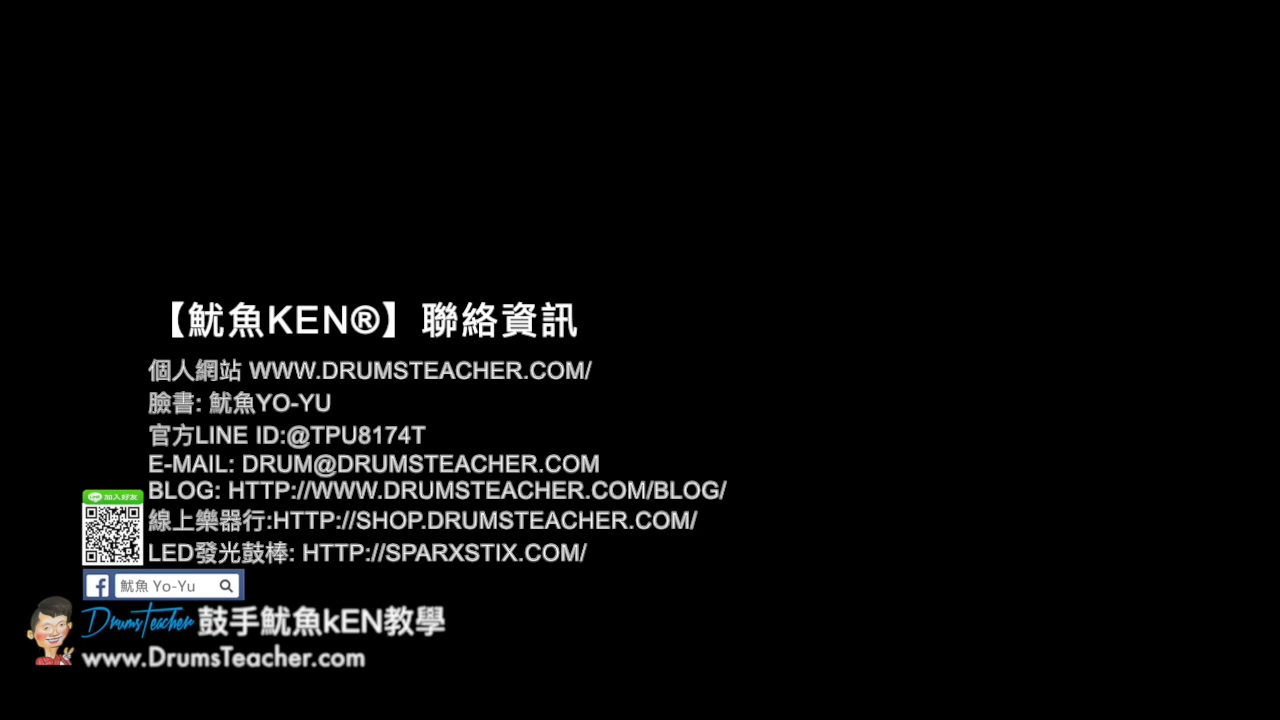 【魷魚KEN®】聯絡資訊
個人網站 WWW.DRUMSTEACHER.COM/
臉書: 魷魚YO-YU
官方LINE ID:@TPU8174T
E-MAIL: DRUM@DRUMSTEACHER.COM
BLOG: HTTP://WWW.DRUMSTEACHER.COM/BLOG/
LINE 加入好友
線上樂器行:HTTP://SHOP.DRUMSTEACHER.COM/
LED發光鼓棒: HTTP://SPARXSTIX.COM/
f 魷魚 Yo-Yu
DrumsTeacher 鼓手魷魚kEN教學
www.DrumsTeacher.com